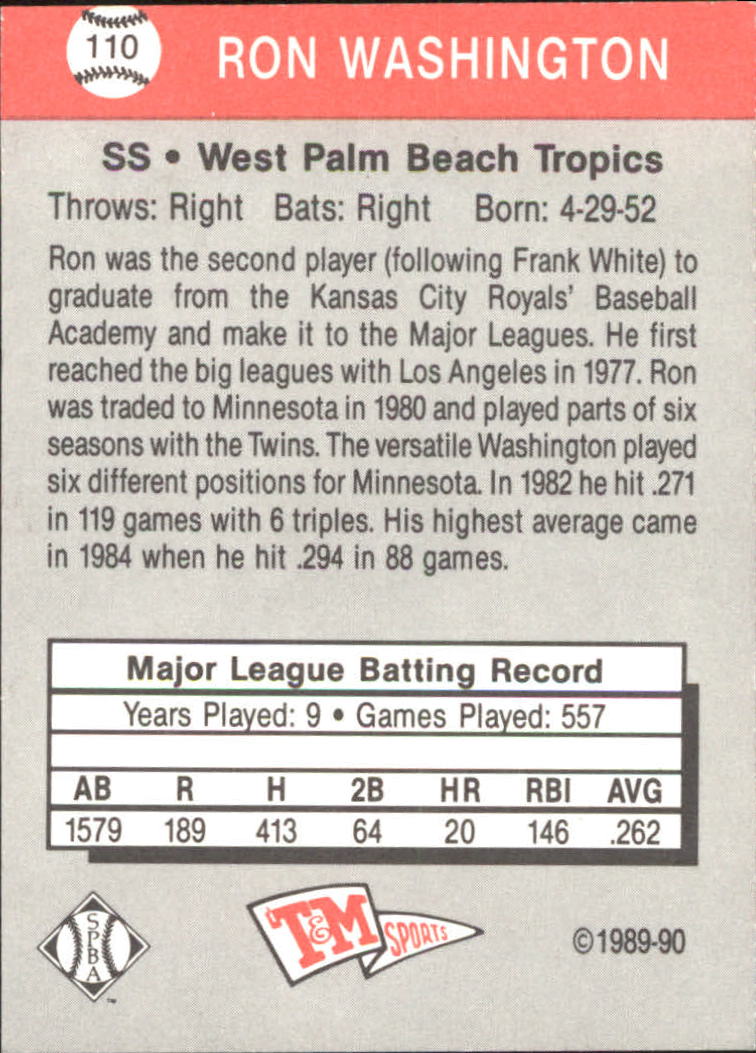 110
RON WASHINGTON
SS • West Palm Beach Tropics
Throws: Right Bats: Right Born: 4-29-52
Ron was the second player (following Frank White) to
graduate from the Kansas City Royals' Baseball
Academy and make it to the Major Leagues. He first
reached the big leagues with Los Angeles in 1977. Ron
was traded to Minnesota in 1980 and played parts of six
seasons with the Twins. The versatile Washington played
six different positions for Minnesota. In 1982 he hit .271
in 119 games with 6 triples. His highest average came
in 1984 when he hit .294 in 88 games.
Major League Batting Record
Years Played: 9 • Games Played: 557
AB R H 2B HR RBI AVG
1579 189 413 64 20 146 .262
SPBA ™
T&M SPORTS
©1989-90